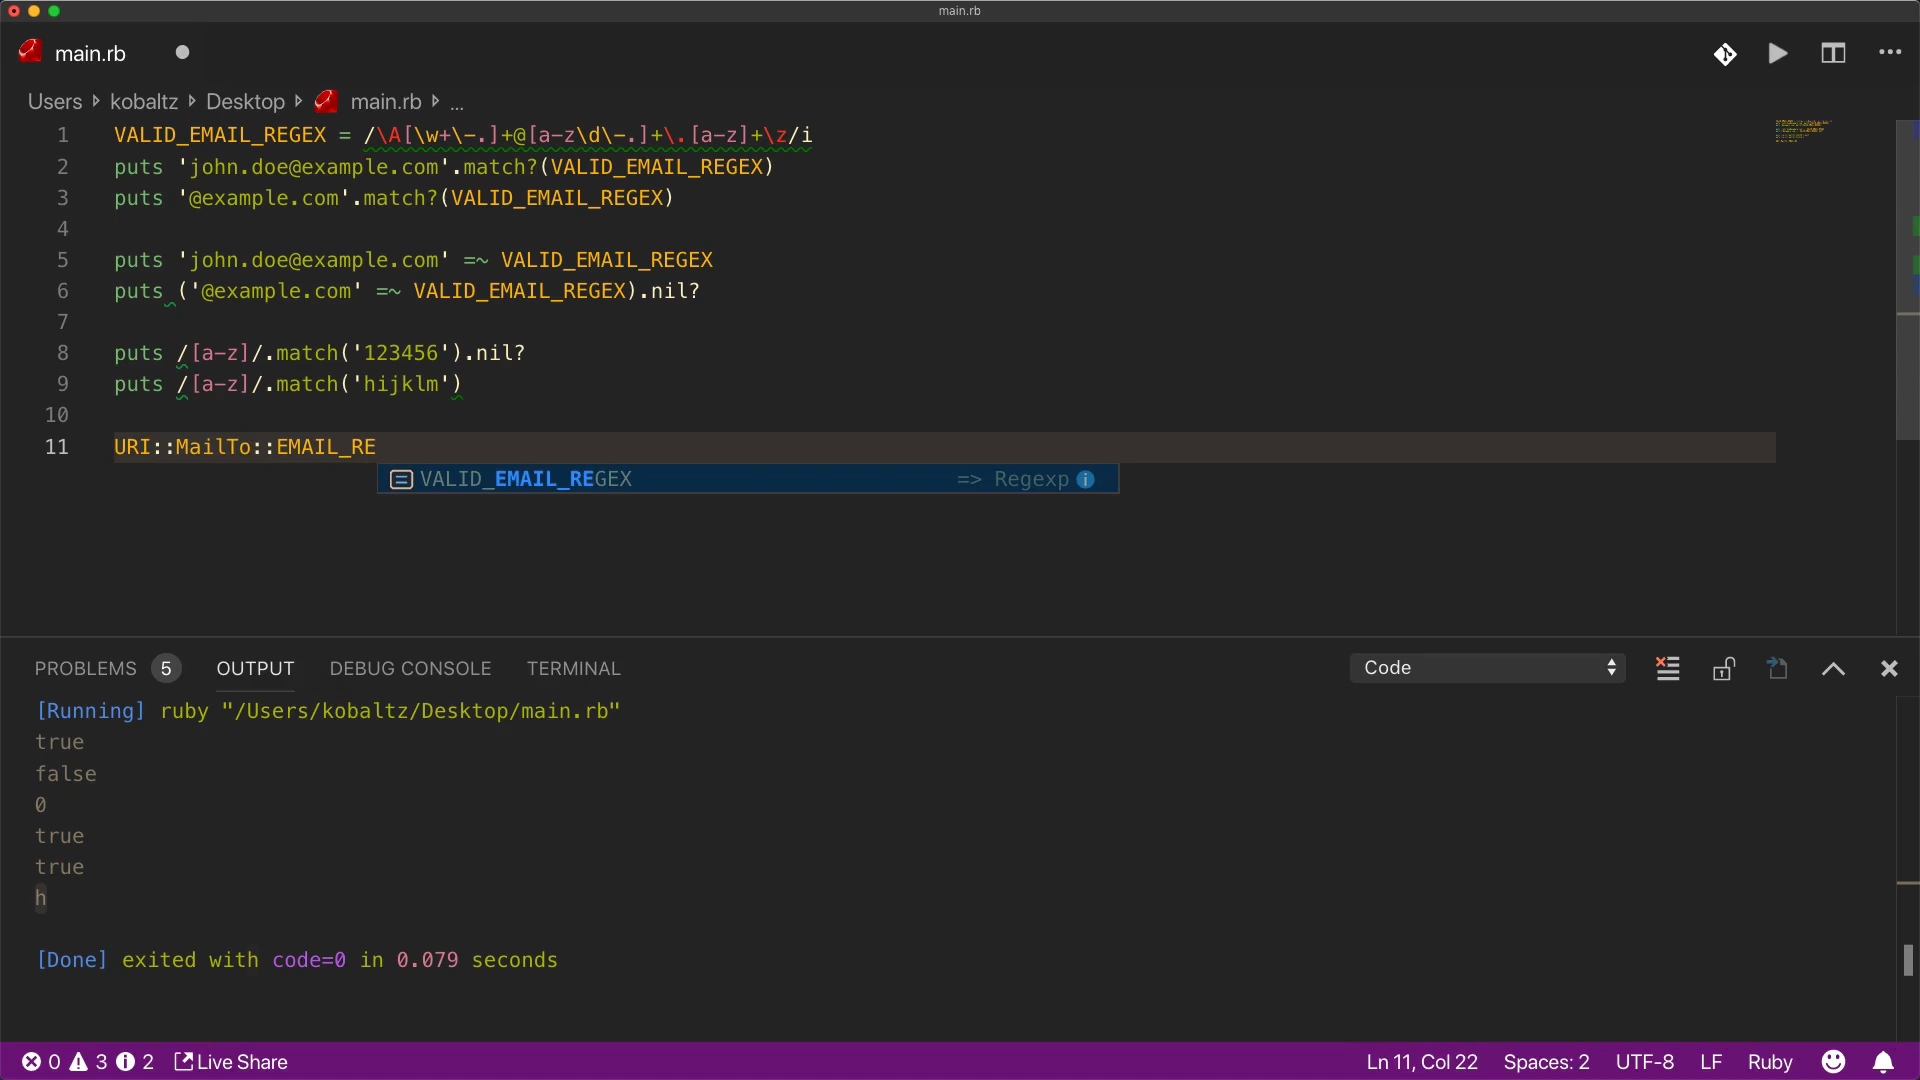 main.rb
main.rb
Users kobaltz Desktop main.rb ...
1 VALID_EMAIL_REGEX = /\A[\w+\-.]+@[a-z\d\-.]+\.[a-z]+\z/i
2 puts 'john.doe@example.com'.match?(VALID_EMAIL_REGEX)
3 puts '@example.com'.match?(VALID_EMAIL_REGEX)
4
5 puts 'john.doe@example.com' =~ VALID_EMAIL_REGEX
6 puts ('@example.com' =~ VALID_EMAIL_REGEX).nil?
7
8 puts /[a-z]/.match('123456').nil?
9 puts /[a-z]/.match('hijklm')
10
11 URI::MailTo::EMAIL_RE
VALID_EMAIL_REGEX => Regexp
PROBLEMS 5 OUTPUT DEBUG CONSOLE TERMINAL Code
[Running] ruby "/Users/kobaltz/Desktop/main.rb"
true
false
0
true
true
h
[Done] exited with code=0 in 0.079 seconds
0 3 2 Live Share Ln 11, Col 22 Spaces: 2 UTF-8 LF Ruby